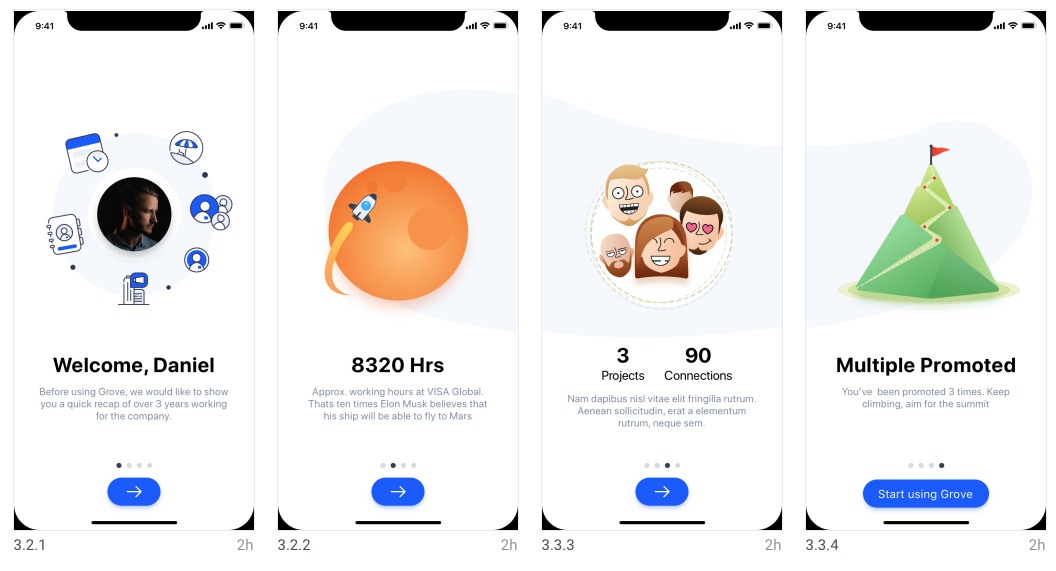 9:41
Welcome, Daniel
Before using Grove, we would like to show
you a quick recap of over 3 years working
for the company.
3.2.1
2h
9:41
8320 Hrs
Approx. working hours at VISA Global.
Thats ten times Elon Musk believes that
his ship will be able to fly to Mars
3.2.2
2h
9:41
3
Projects
90
Connections
Nam dapibus nisl vitae elit fringilla rutrum.
Aenean sollicitudin, erat a elementum
rutrum, neque sem.
3.3.3
2h
9:41
Multiple Promoted
You've been promoted 3 times. Keep
climbing, aim for the summit
Start using Grove
3.3.4
2h